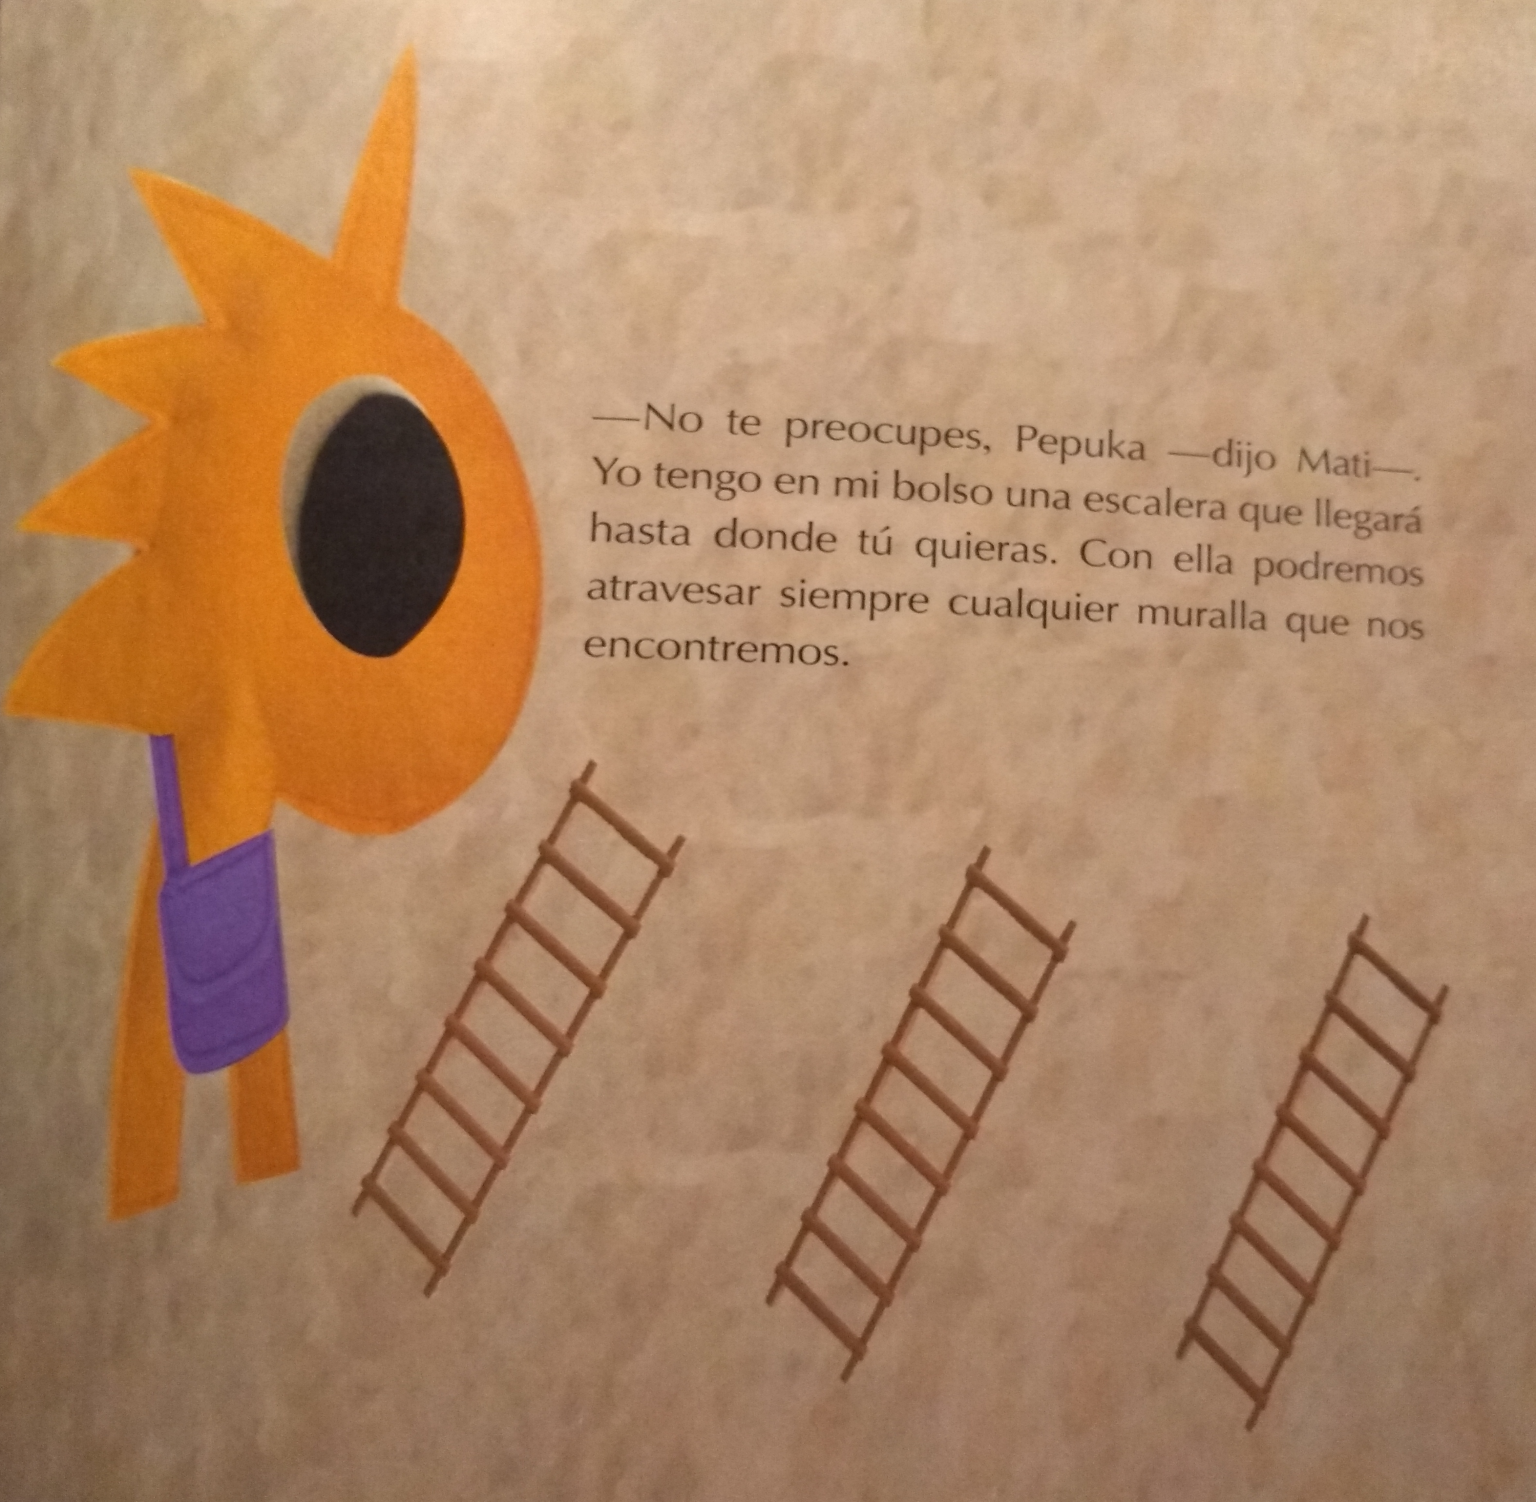 —No te preocupes, Pepuka —dijo Mati—.
Yo tengo en mi bolso una escalera que llegará
hasta donde tú quieras. Con ella podremos
atravesar siempre cualquier muralla que nos
encontremos.